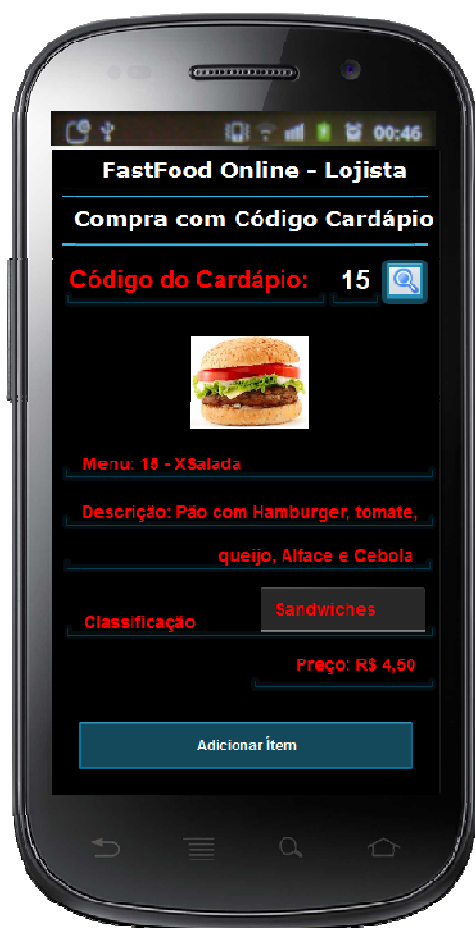 00:46
FastFood Online - Lojista
Compra com Código Cardápio
Código do Cardápio: 15
Menu: 15 - XSalada
Descrição: Pão com Hamburger, tomate,
queijo, Alface e Cebola
Classificação Sandwiches
Preço: R$ 4,50
Adicionar Ítem